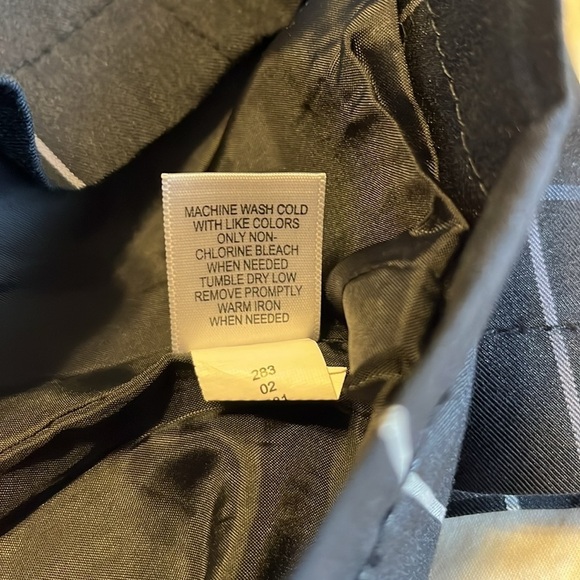 MACHINE WASH COLD
WITH LIKE COLORS
ONLY NON-
CHLORINE BLEACH
WHEN NEEDED
TUMBLE DRY LOW
REMOVE PROMPTLY
WARM IRON
WHEN NEEDED
283
02